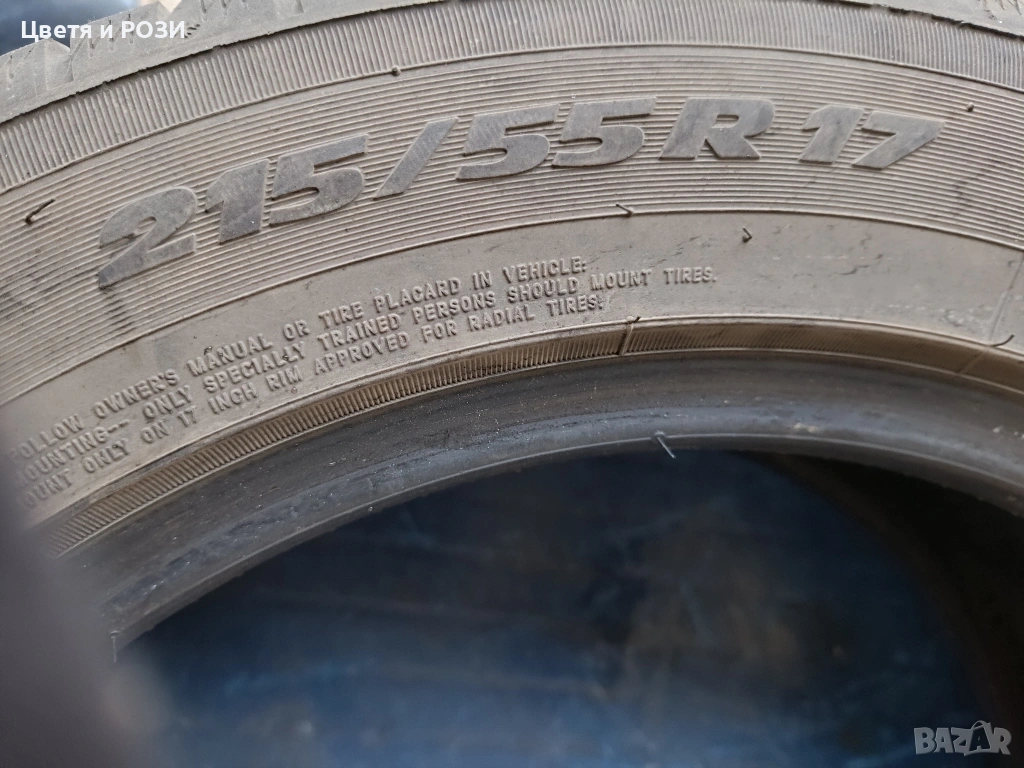 Цветя и РОЗИ
215/55R17
FOLLOW OWNER'S MANUAL OR TIRE PLACARD IN VEHICLE.
MOUNTING-- ONLY SPECIALLY TRAINED PERSONS SHOULD MOUNT TIRES.
OUNT ONLY ON 17 INCH RIM APPROVED FOR RADIAL TIRES.
BAZAR